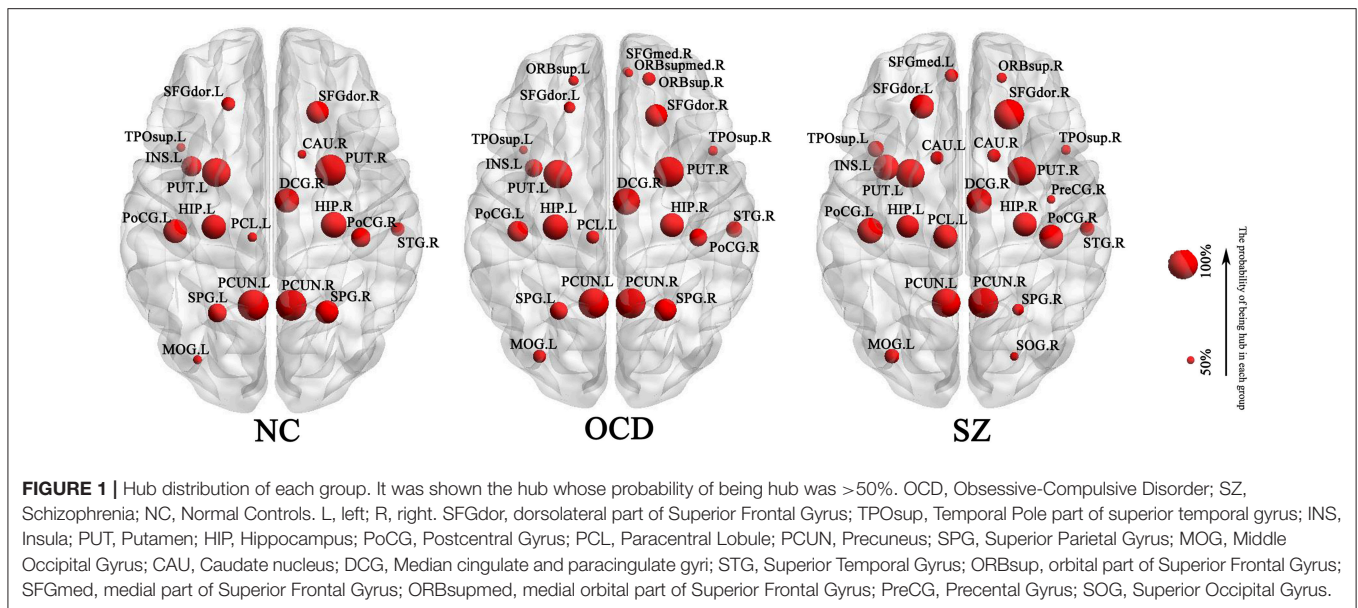 SFGdor.L
SFGdor.R
TPOsup.L
CAU.R
INS.L
PUT.R
PUT.L
DCG.R
HIP.L
HIP.R
PoCG.L
PCL.L
PoCG.R
STG.R
PCUN.L
PCUN.R
SPG.L
SPG.R
MOG.L
NC
SFGmed.R
ORBsup.L
ORBsupmed.R
ORBsup.R
SFGdor.L
SFGdor.R
TPOsup.L
TPOsup.R
INS.L
PUT.R
PUT.L
DCG.R
HIP.L
HIP.R
PoCG.L
STG.R
PCL.L
PoCG.R
PCUN.L
PCUN.R
SPG.L
SPG.R
MOG.L
OCD
SFGmed.L
ORBsup.R
SFGdor.L
SFGdor.R
TPOsup.L
CAU.L
CAU.R
TPOsup.R
INS.L
PUT.R
PUT.L
DCG.R
PreCG.R
HIP.L
HIP.R
PoCG.L
PCL.L
PoCG.R
STG.R
PCUN.L
PCUN.R
SPG.R
MOG.L
SOG.R
SZ
100%
50%
The probability of being hub in each group
FIGURE 1 | Hub distribution of each group. It was shown the hub whose probability of being hub was >50%. OCD, Obsessive-Compulsive Disorder; SZ,
Schizophrenia; NC, Normal Controls. L, left; R, right. SFGdor, dorsolateral part of Superior Frontal Gyrus; TPOsup, Temporal Pole part of superior temporal gyrus; INS,
Insula; PUT, Putamen; HIP, Hippocampus; PoCG, Postcentral Gyrus; PCL, Paracentral Lobule; PCUN, Precuneus; SPG, Superior Parietal Gyrus; MOG, Middle
Occipital Gyrus; CAU, Caudate nucleus; DCG, Median cingulate and paracingulate gyri; STG, Superior Temporal Gyrus; ORBsup, orbital part of Superior Frontal Gyrus;
SFGmed, medial part of Superior Frontal Gyrus; ORBsupmed, medial orbital part of Superior Frontal Gyrus; PreCG, Precental Gyrus; SOG, Superior Occipital Gyrus.